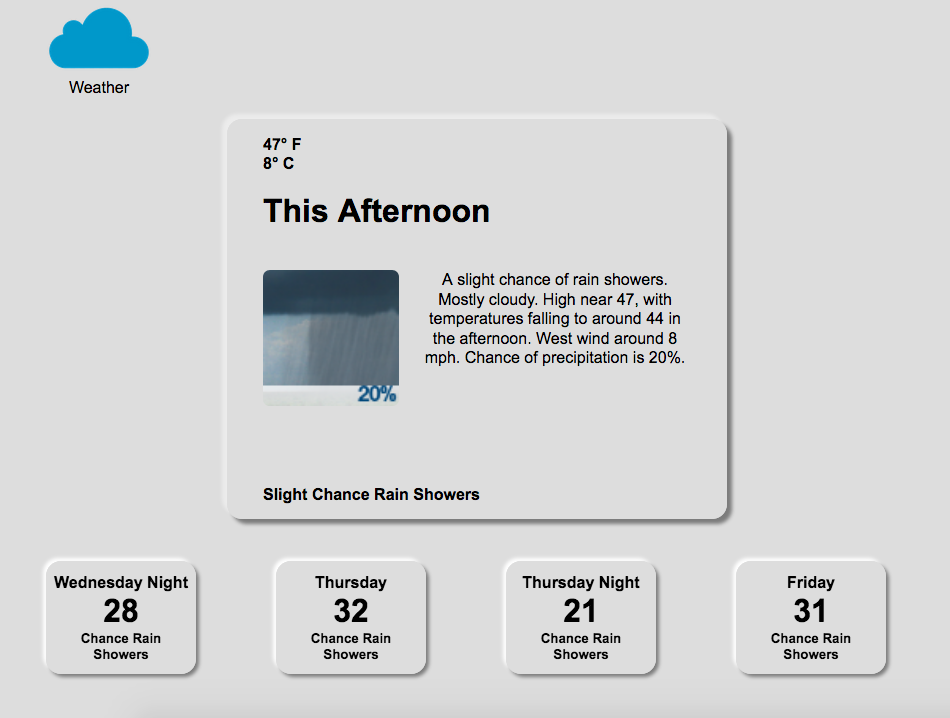 Weather
47° F
8° C
This Afternoon
20%
A slight chance of rain showers.
Mostly cloudy. High near 47, with
temperatures falling to around 44 in
the afternoon. West wind around 8
mph. Chance of precipitation is 20%.
Slight Chance Rain Showers
Wednesday Night
28
Chance Rain
Showers
Thursday
32
Chance Rain
Showers
Thursday Night
21
Chance Rain
Showers
Friday
31
Chance Rain
Showers